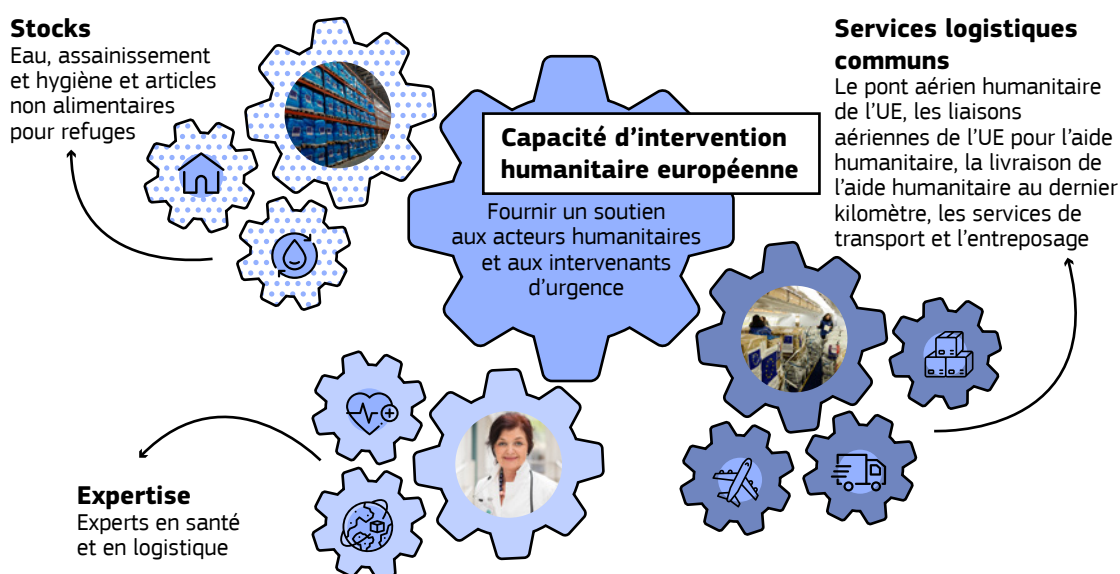 Stocks
Eau, assainissement
et hygiène et articles
non alimentaires
pour refuges
Capacité d’intervention
humanitaire européenne
Fournir un soutien
aux acteurs humanitaires
et aux intervenants
d’urgence
Services logistiques
communs
Le pont aérien humanitaire
de l’UE, les liaisons
aériennes de l’UE pour l’aide
humanitaire, la livraison de
l’aide humanitaire au dernier
kilomètre, les services de
transport et l’entreposage
Expertise
Experts en santé
et en logistique